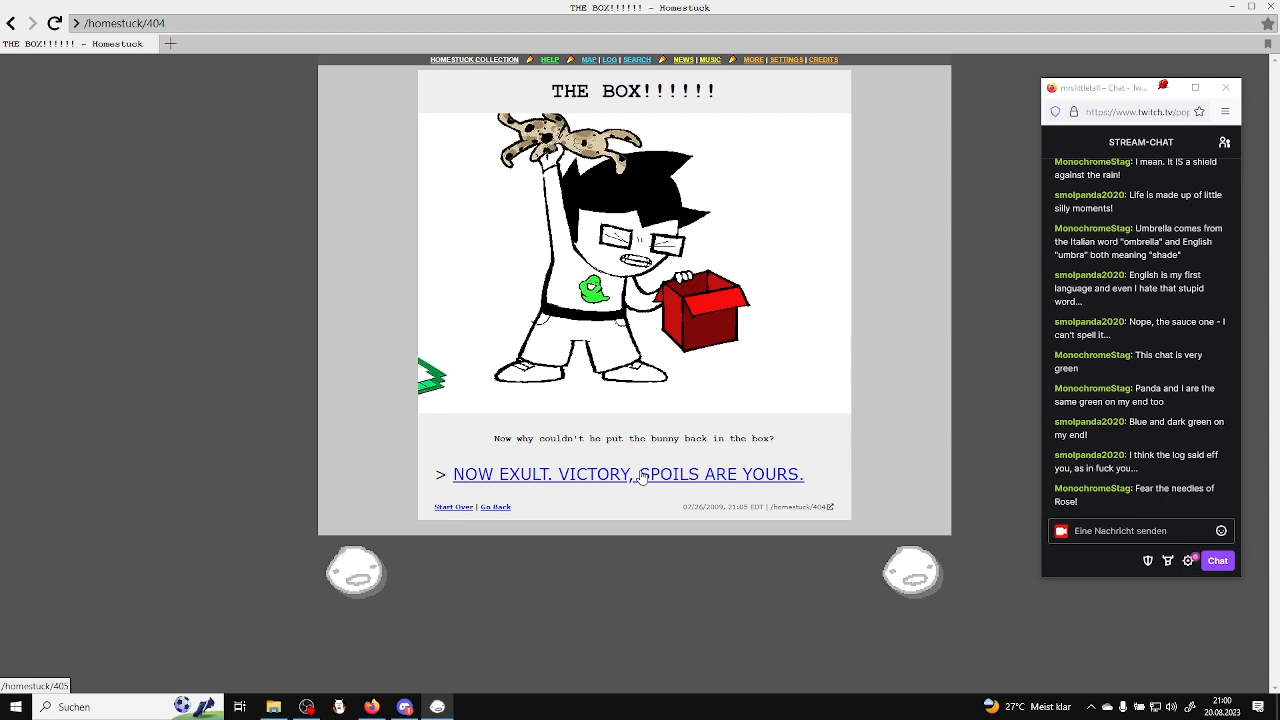 THE BOX!!!!!! - Homestuck
/homestuck/404
THE BOX!!!!!! - Homestuck
HOMESTUCK COLLECTION HELP MAP | LOG | SEARCH NEWS | MUSIC MORE | SETTINGS | CREDITS
THE BOX!!!!!!
Now why couldn't he put the bunny back in the box?
> NOW EXULT. VICTORY, SPOILS ARE YOURS.
Start Over | Go Back
07/26/2009, 21:05 EDT | /homestuck/404
mrslittletall – Chat - Tw…
https://www.twitch.tv/pop
STREAM-CHAT
MonochromeStag: I mean. It IS a shield
against the rain!
smolpanda2020: Life is made up of little
silly moments!
MonochromeStag: Umbrella comes from
the Italian word "ombrella" and English
"umbra" both meaning "shade"
smolpanda2020: English is my first
language and even I hate that stupid
word...
smolpanda2020: Nope, the sauce one - I
can't spell it...
MonochromeStag: This chat is very
green
MonochromeStag: Panda and I are the
same green on my end too
smolpanda2020: Blue and dark green on
my end!
smolpanda2020: I think the log said eff
you, as in fuck you...
MonochromeStag: Fear the needles of
Rose!
Eine Nachricht senden
Chat
/homestuck/405
Suchen
27°C Meist klar
21:00
20.08.2023